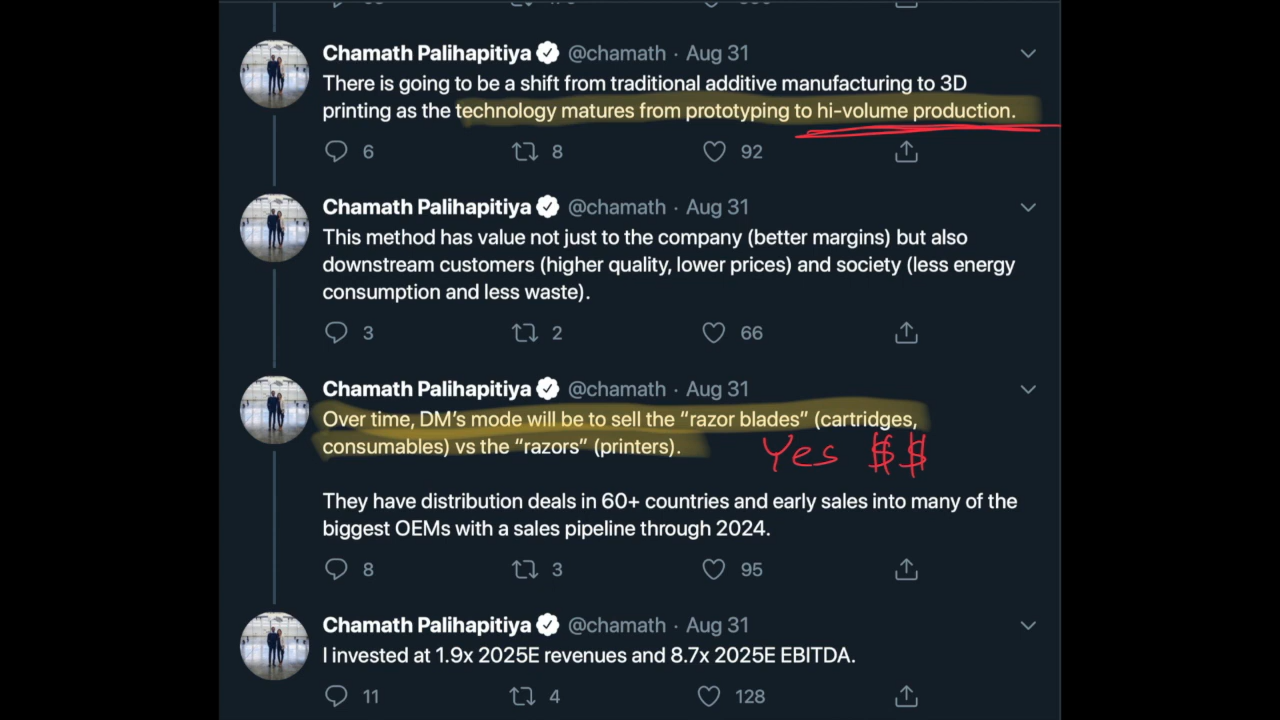 Chamath Palihapitiya @chamath · Aug 31
There is going to be a shift from traditional additive manufacturing to 3D
printing as the technology matures from prototyping to hi-volume production.
6 8 92
Chamath Palihapitiya @chamath · Aug 31
This method has value not just to the company (better margins) but also
downstream customers (higher quality, lower prices) and society (less energy
consumption and less waste).
3 2 66
Chamath Palihapitiya @chamath · Aug 31
Over time, DM's mode will be to sell the “razor blades” (cartridges,
consumables) vs the “razors” (printers).
Yes $$
They have distribution deals in 60+ countries and early sales into many of the
biggest OEMs with a sales pipeline through 2024.
8 3 95
Chamath Palihapitiya @chamath · Aug 31
I invested at 1.9x 2025E revenues and 8.7x 2025E EBITDA.
11 4 128